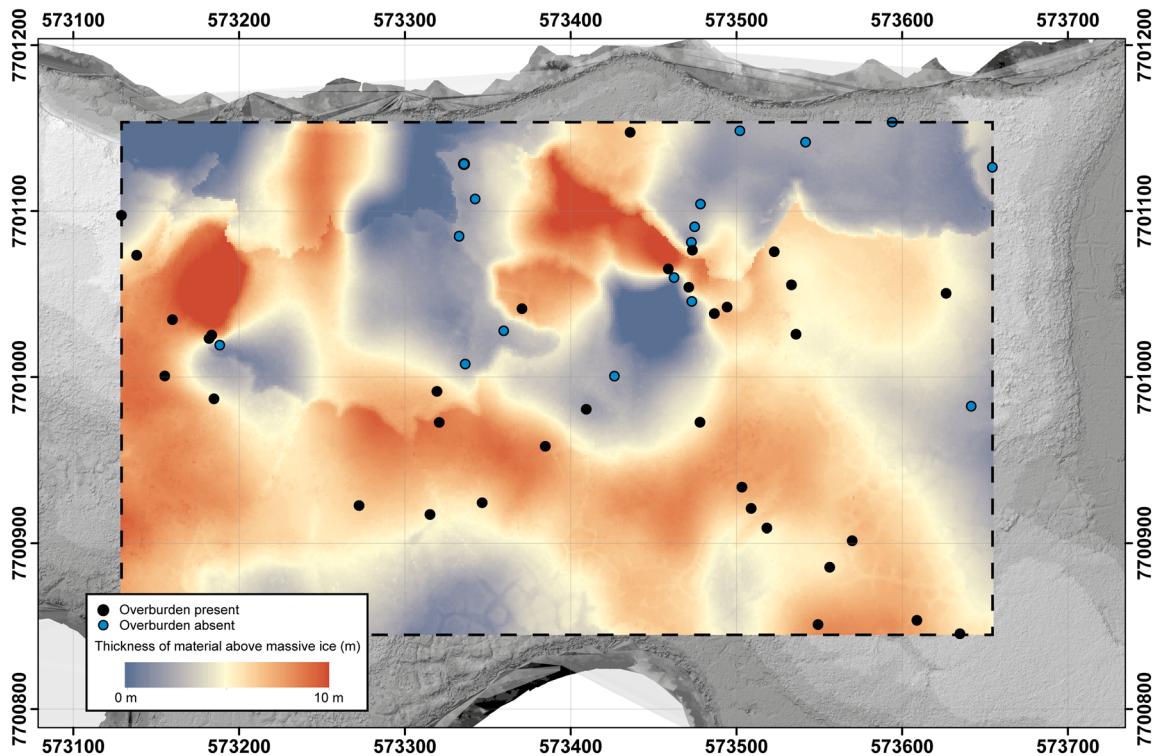 573100 573200 573300 573400 573500 573600 573700
7701200 7701200
7701100 7701100
7701000 7701000
7700900 7700900
Overburden present
Overburden absent
Thickness of material above massive ice (m)
0 m 10 m
7700800 7700800
573100 573200 573300 573400 573500 573600 573700